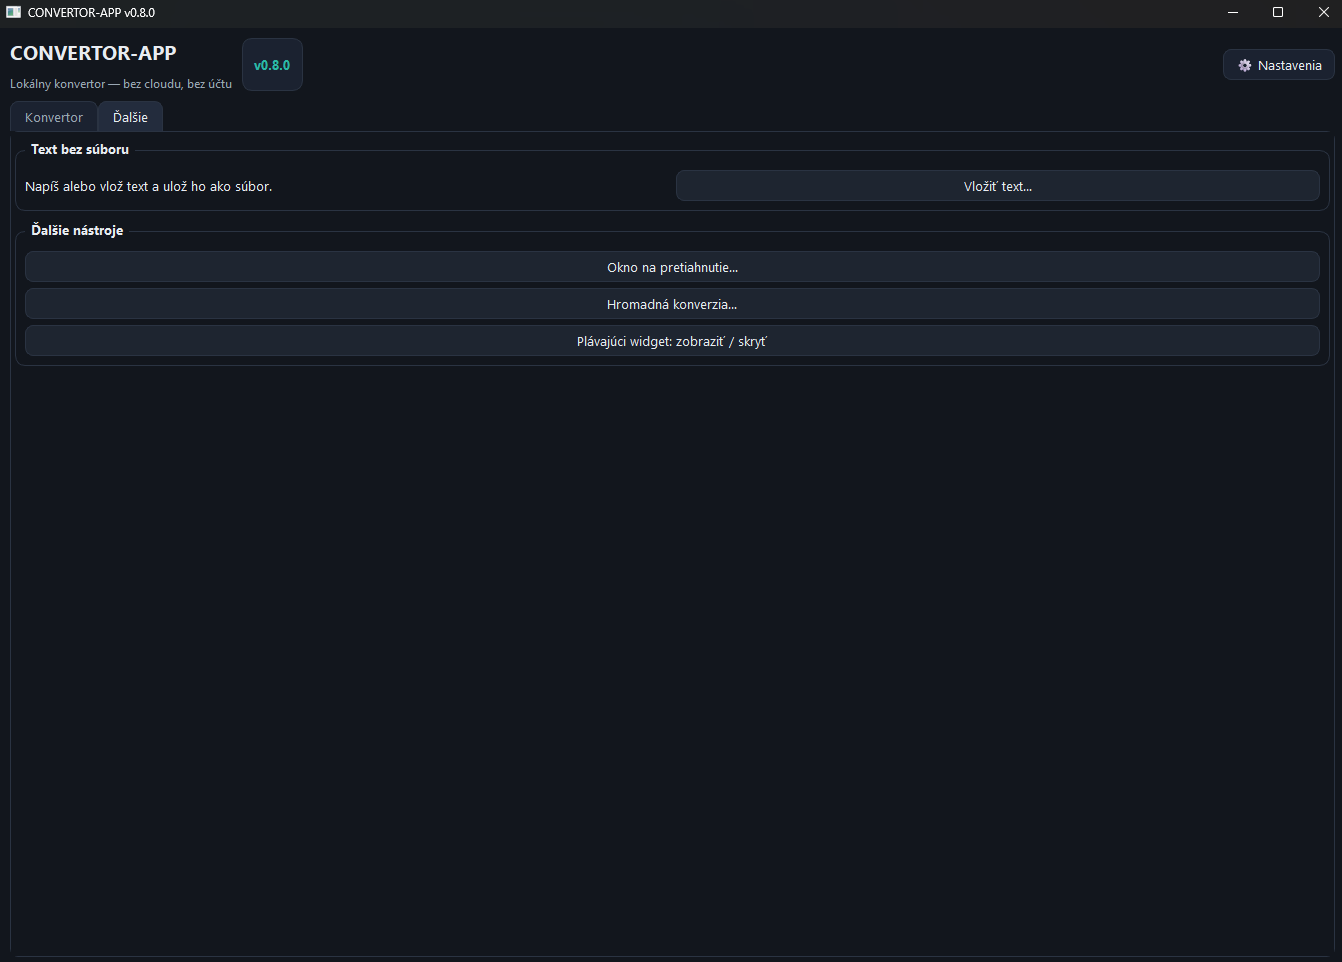 CONVERTOR-APP v0.8.0
CONVERTOR-APP
v0.8.0
Lokálny konvertor — bez cloudu, bez účtu
Nastavenia
Konvertor
Ďalšie
Text bez súboru
Napíš alebo vlož text a ulož ho ako súbor.
Vložiť text...
Ďalšie nástroje
Okno na pretiahnutie...
Hromadná konverzia...
Plávajúci widget: zobraziť / skryť